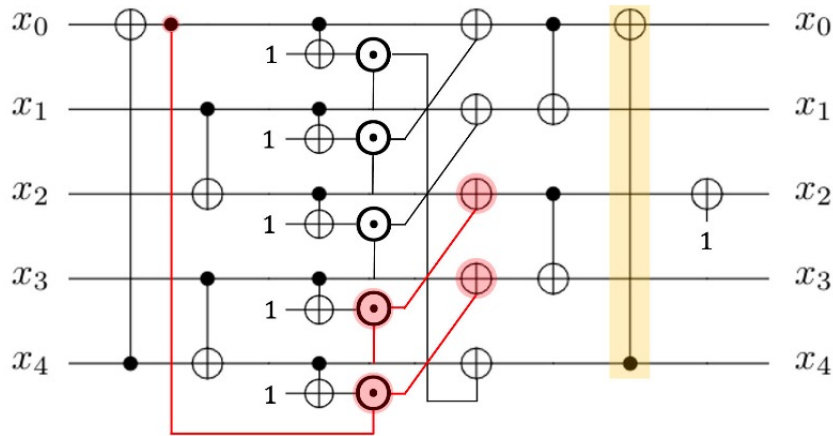 x₀ x₀
1
x₁ x₁
1
x₂ x₂
1 1
x₃ x₃
1
x₄ x₄
1